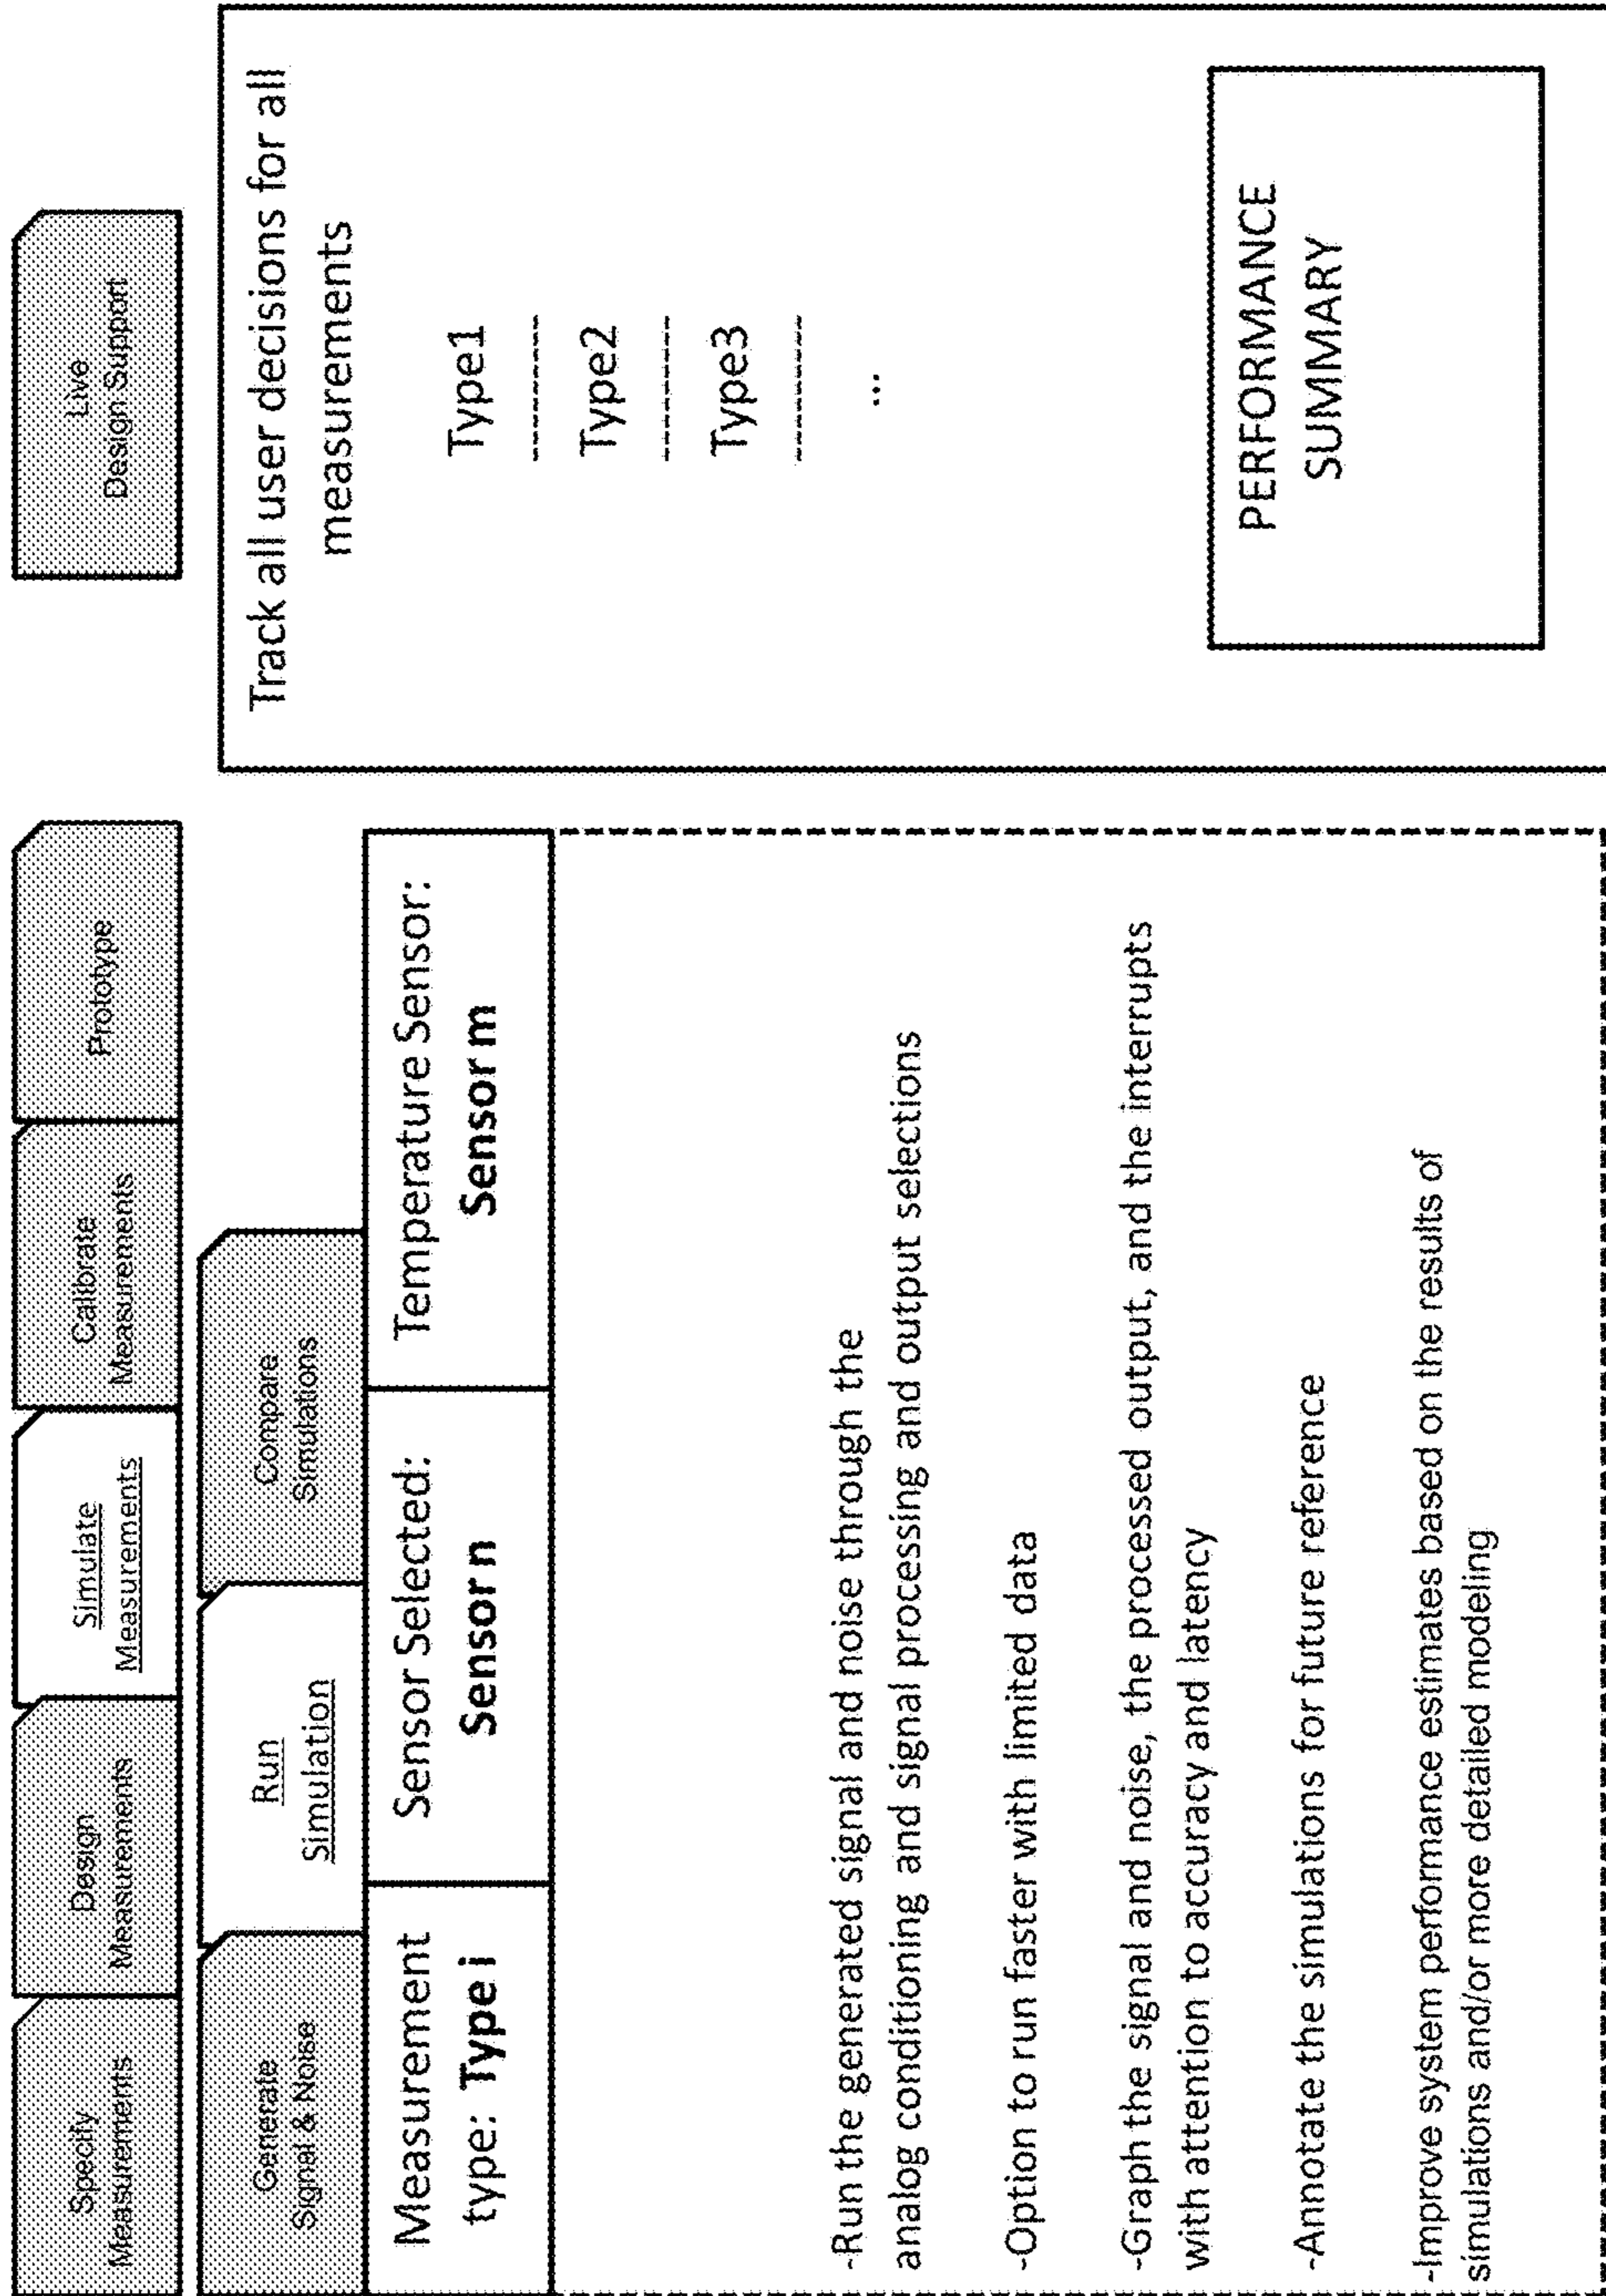 Specify
Measurements
Design
Measurements
Simulate
Measurements
Calibrate
Measurements
Prototype
Live
Design Support
Generate
Signal & Noise
Run
Simulation
Compare
Simulations
Measurement
type: Type i
Sensor Selected:
Sensor n
Temperature Sensor:
Sensor m
-Run the generated signal and noise through the
analog conditioning and signal processing and output selections
-Option to run faster with limited data
-Graph the signal and noise, the processed output, and the interrupts
with attention to accuracy and latency
-Annotate the simulations for future reference
-Improve system performance estimates based on the results of
simulations and/or more detailed modeling
Track all user decisions for all
measurements
Type1
----------
Type2
----------
Type3
----------
...
PERFORMANCE
SUMMARY